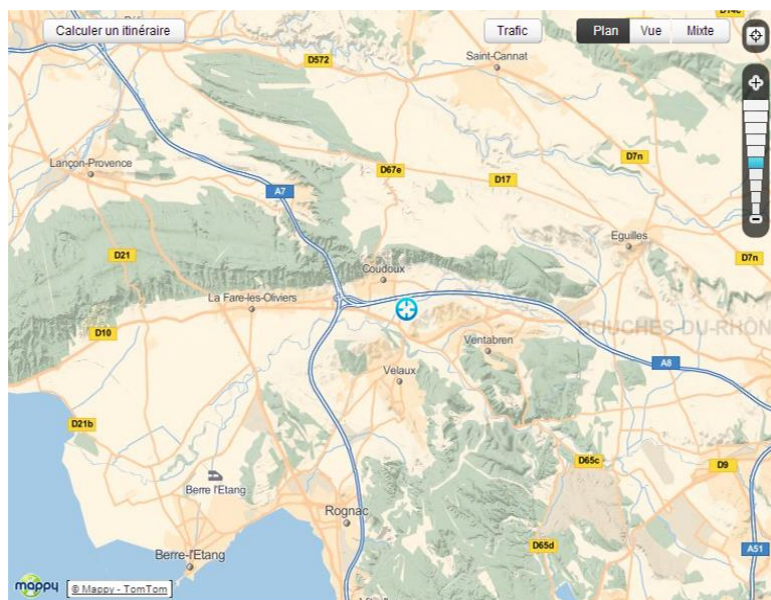 Calculer un itinéraire
Trafic
Plan
Vue
Mixte
D572
Saint-Cannat
D7n
Lançon-Provence
D67e
D17
A7
Eguilles
D21
Coudoux
D7n
La Fare-les-Oliviers
D10
BOUCHES-DU-RHÔN
Ventabren
Velaux
A8
D21b
D65c
D9
Berre l'Etang
Rognac
D65d
A51
Berre-l'Etang
mappy
© Mappy - TomTom